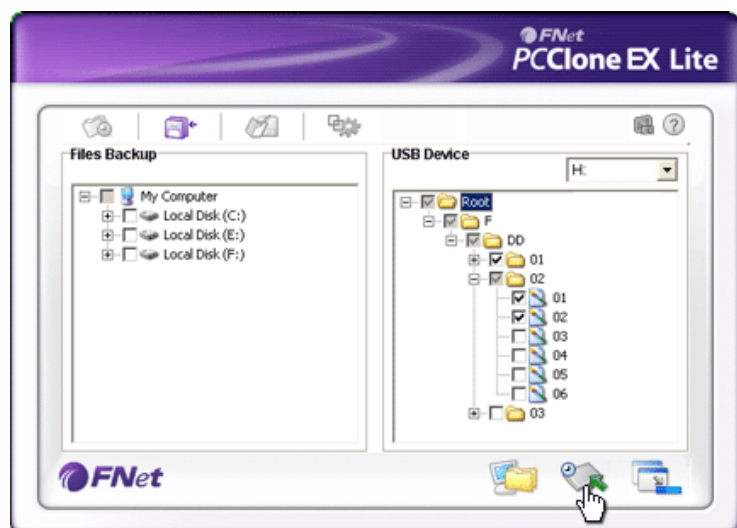 FNet
PCClone EX Lite
Files Backup
My Computer
Local Disk (C:)
Local Disk (E:)
Local Disk (F:)
USB Device
H:
Root
F
DD
01
02
01
02
03
04
05
06
03
FNet